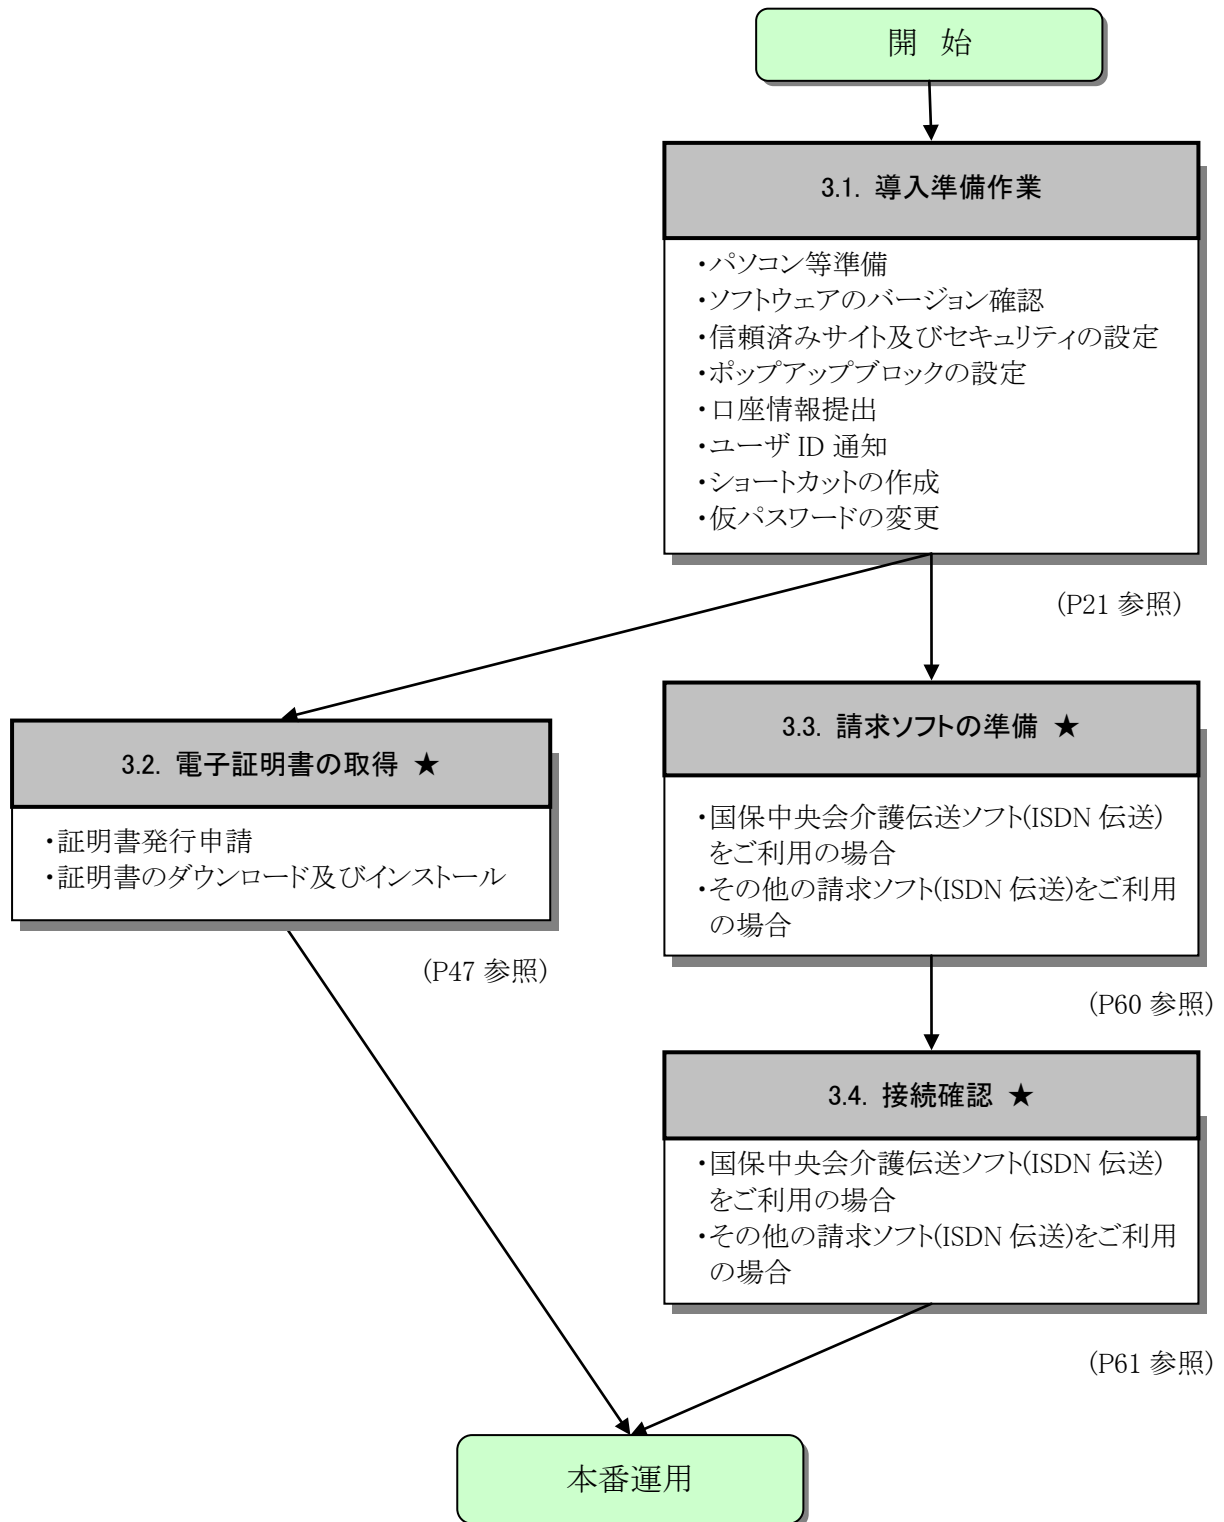 開 始
3.1. 導入準備作業
・パソコン等準備
・ソフトウェアのバージョン確認
・信頼済みサイト及びセキュリティの設定
・ポップアップブロックの設定
・口座情報提出
・ユーザ ID 通知
・ショートカットの作成
・仮パスワードの変更
(P21 参照)
3.2. 電子証明書の取得 ★
・証明書発行申請
・証明書のダウンロード及びインストール
(P47 参照)
3.3. 請求ソフトの準備 ★
・国保中央会介護伝送ソフト(ISDN 伝送)
をご利用の場合
・その他の請求ソフト(ISDN 伝送)をご利用
の場合
(P60 参照)
3.4. 接続確認 ★
・国保中央会介護伝送ソフト(ISDN 伝送)
をご利用の場合
・その他の請求ソフト(ISDN 伝送)をご利用
の場合
(P61 参照)
本番運用